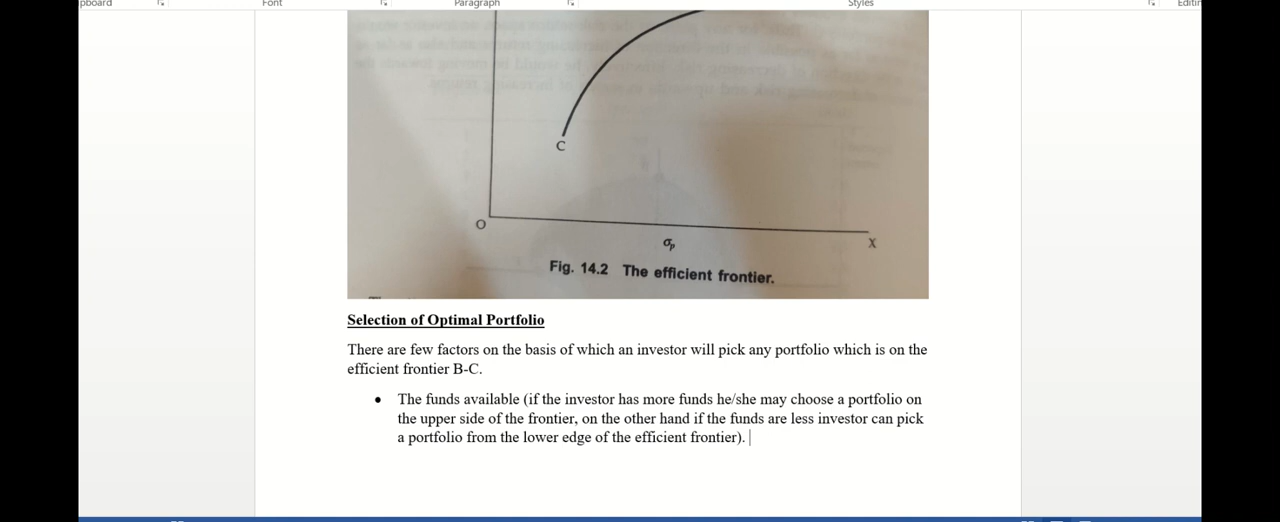 pboard Font Paragraph Styles Editin
C
O
σp
X
Fig. 14.2 The efficient frontier.
Selection of Optimal Portfolio
There are few factors on the basis of which an investor will pick any portfolio which is on the
efficient frontier B-C.
• The funds available (if the investor has more funds he/she may choose a portfolio on
the upper side of the frontier, on the other hand if the funds are less investor can pick
a portfolio from the lower edge of the efficient frontier).